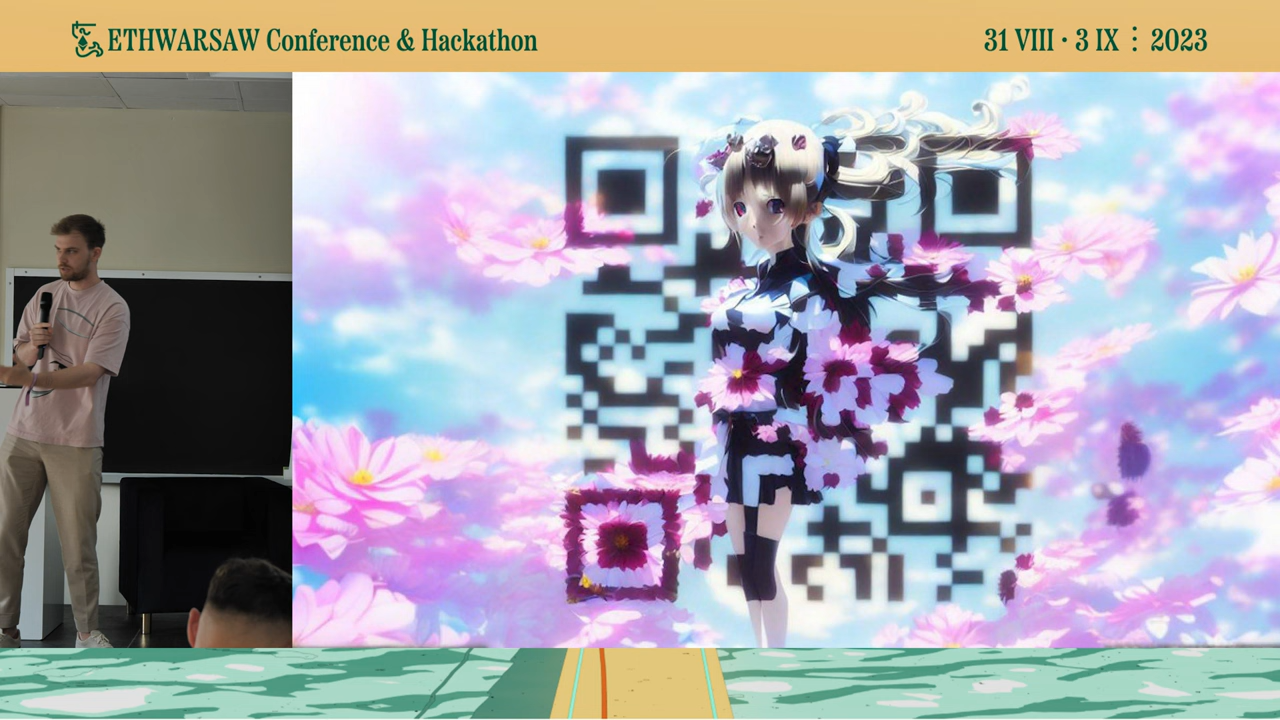 ETHWARSAW Conference & Hackathon
31 VIII · 3 IX ⋮ 2023